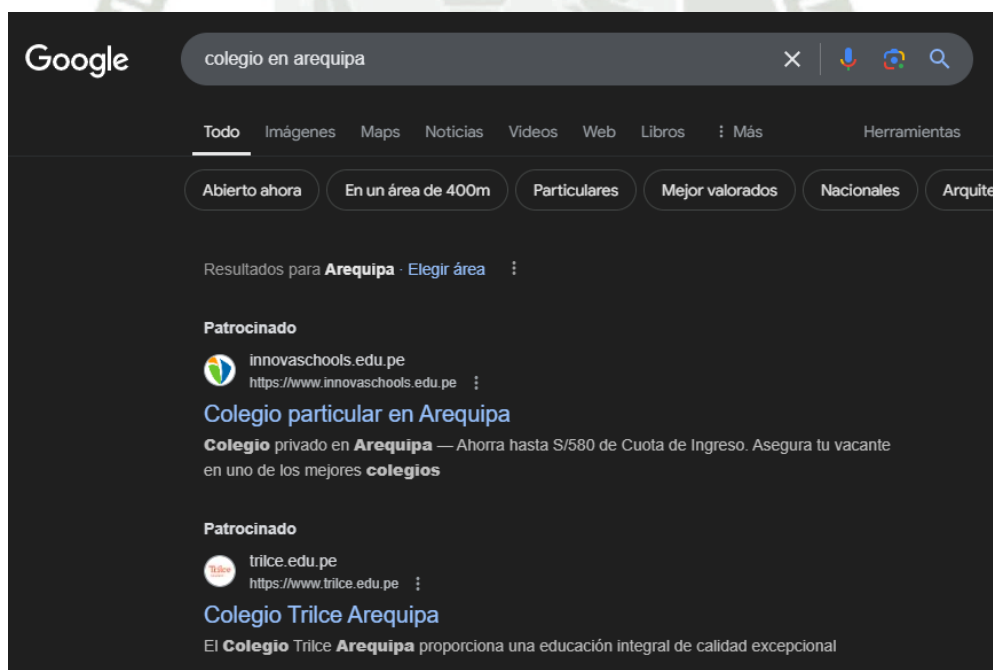 Google
colegio en arequipa
Todo Imágenes Maps Noticias Videos Web Libros Más Herramientas
Abierto ahora En un área de 400m Particulares Mejor valorados Nacionales Arquite
Resultados para Arequipa · Elegir área
Patrocinado
innovaschools.edu.pe
https://www.innovaschools.edu.pe
Colegio particular en Arequipa
Colegio privado en Arequipa — Ahorra hasta S/580 de Cuota de Ingreso. Asegura tu vacante
en uno de los mejores colegios
Patrocinado
Trilce
trilce.edu.pe
https://www.trilce.edu.pe
Colegio Trilce Arequipa
El Colegio Trilce Arequipa proporciona una educación integral de calidad excepcional